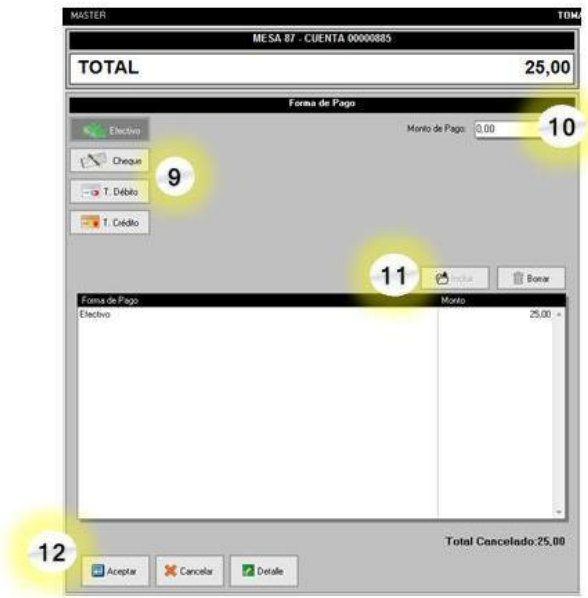 MASTER TOMA
MESA 87 - CUENTA 00000885
TOTAL 25,00
Forma de Pago
Efectivo Monto de Pago: 0,00 10
Cheque 9
T. Débito
T. Crédito
11 Incluir Borrar
Forma de Pago Monto
Efectivo 25,00
Total Cancelado:25,00
12 Aceptar Cancelar Detalle